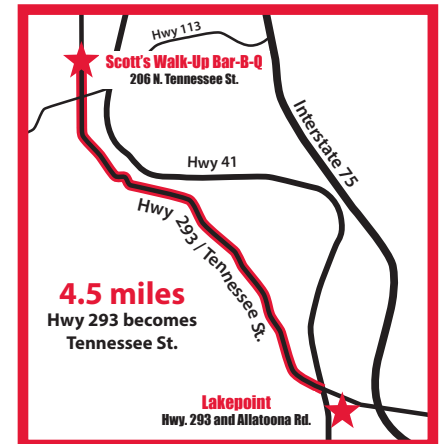 Hwy 113
Scott's Walk-Up Bar-B-Q
206 N. Tennessee St.
Interstate 75
Hwy 41
Hwy 293 / Tennessee St.
4.5 miles
Hwy 293 becomes
Tennessee St.
Lakepoint
Hwy. 293 and Allatoona Rd.